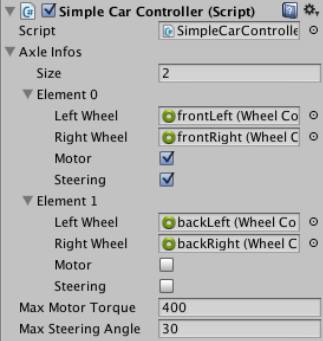 Simple Car Controller (Script)
Script SimpleCarControlle
Axle Infos
Size 2
Element 0
Left Wheel frontLeft (Wheel Co
Right Wheel frontRight (Wheel C
Motor
Steering
Element 1
Left Wheel backLeft (Wheel Co
Right Wheel backRight (Wheel C
Motor
Steering
Max Motor Torque 400
Max Steering Angle 30